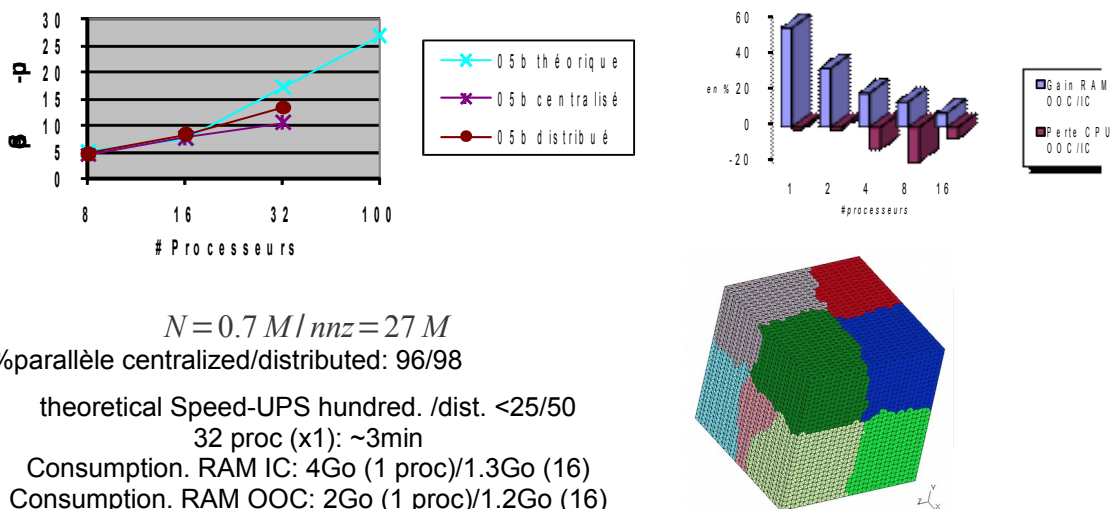 30
25
20
15
10
5
0
8 16 32 100
# Processeurs
05b théorique
05b centralisé
05b distribué
60
40
20
0
-20
en %
1 2 4 8 16
#processeurs
Gain RAM
OOC/IC
Perte CPU
OOC/IC
N=0.7 M/nnz=27 M
%parallèle centralized/distributed: 96/98
theoretical Speed-UPS hundred. /dist. <25/50
32 proc (x1): ~3min
Consumption. RAM IC: 4Go (1 proc)/1.3Go (16)
Consumption. RAM OOC: 2Go (1 proc)/1.2Go (16)
Y
Z
X